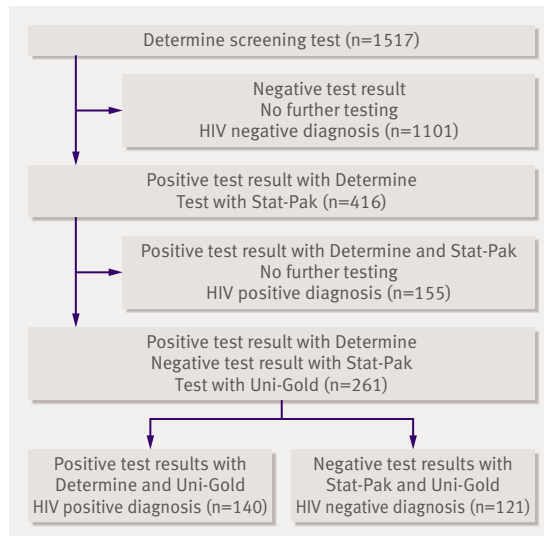 Determine screening test (n=1517)
Negative test result
No further testing
HIV negative diagnosis (n=1101)
Positive test result with Determine
Test with Stat-Pak (n=416)
Positive test result with Determine and Stat-Pak
No further testing
HIV positive diagnosis (n=155)
Positive test result with Determine
Negative test result with Stat-Pak
Test with Uni-Gold (n=261)
Positive test results with
Determine and Uni-Gold
HIV positive diagnosis (n=140)
Negative test results with
Stat-Pak and Uni-Gold
HIV negative diagnosis (n=121)